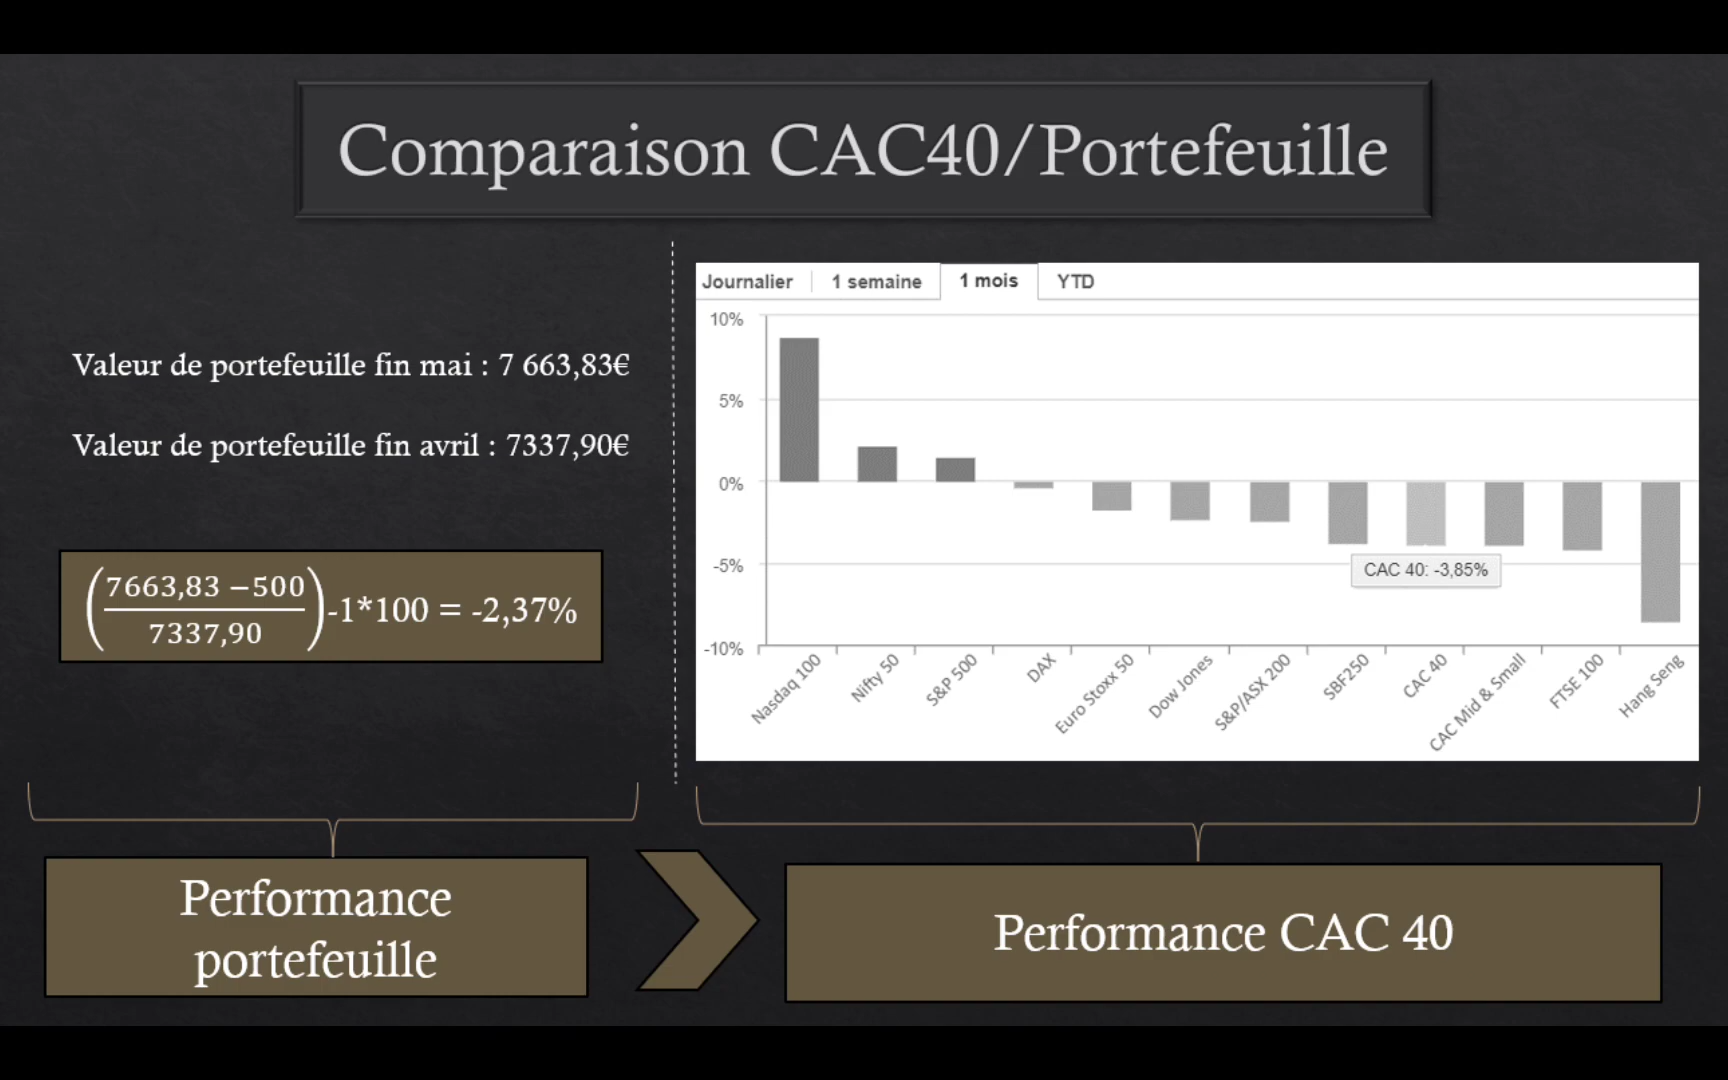 Comparaison CAC40/Portefeuille
Valeur de portefeuille fin mai : 7 663,83€
Valeur de portefeuille fin avril : 7337,90€
(7663,83 −500
7337,90)-1*100 = -2,37%
Performance
portefeuille
Journalier 1 semaine 1 mois YTD
10%
5%
0%
-5%
-10%
CAC 40: -3,85%
Nasdaq 100
Nifty 50
S&P 500
DAX
Euro Stoxx 50
Dow Jones
S&P/ASX 200
SBF250
CAC 40
CAC Mid & Small
FTSE 100
Hang Seng
Performance CAC 40